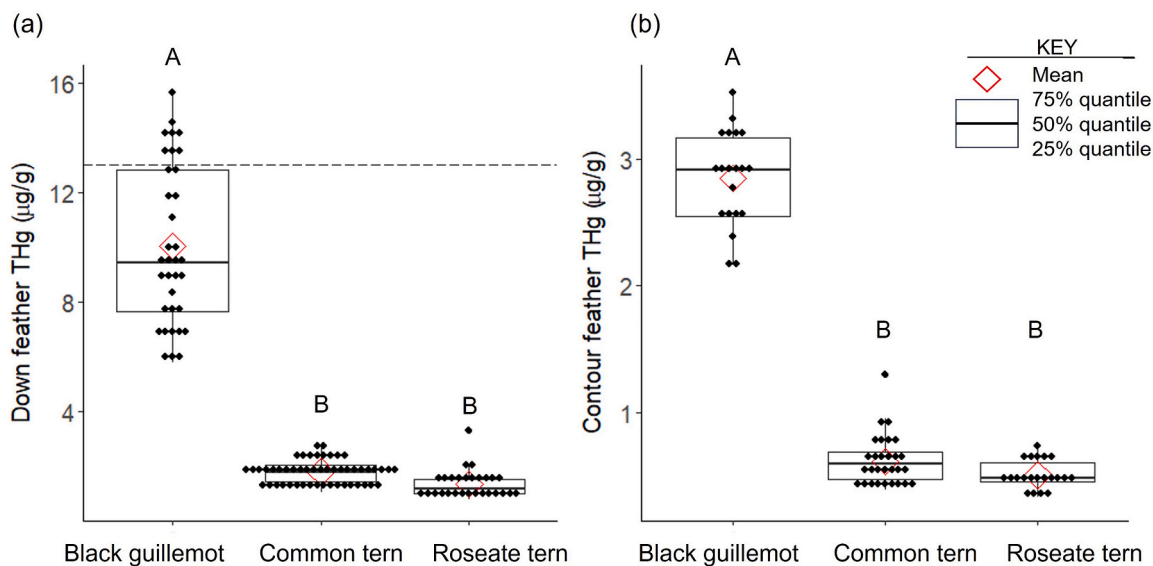 (a)
A
16
12
8
4
B
B
Down feather THg (µg/g)
Black guillemot Common tern Roseate tern
(b)
A
3
2
1
B
B
Contour feather THg (µg/g)
Black guillemot Common tern Roseate tern
KEY
Mean
75% quantile
50% quantile
25% quantile